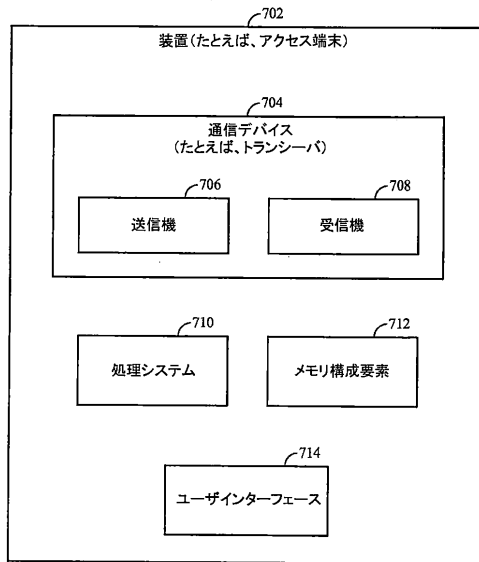 702
装置(たとえば、アクセス端末)
704
通信デバイス
(たとえば、トランシーバ)
706
送信機
708
受信機
710
処理システム
712
メモリ構成要素
714
ユーザインターフェース